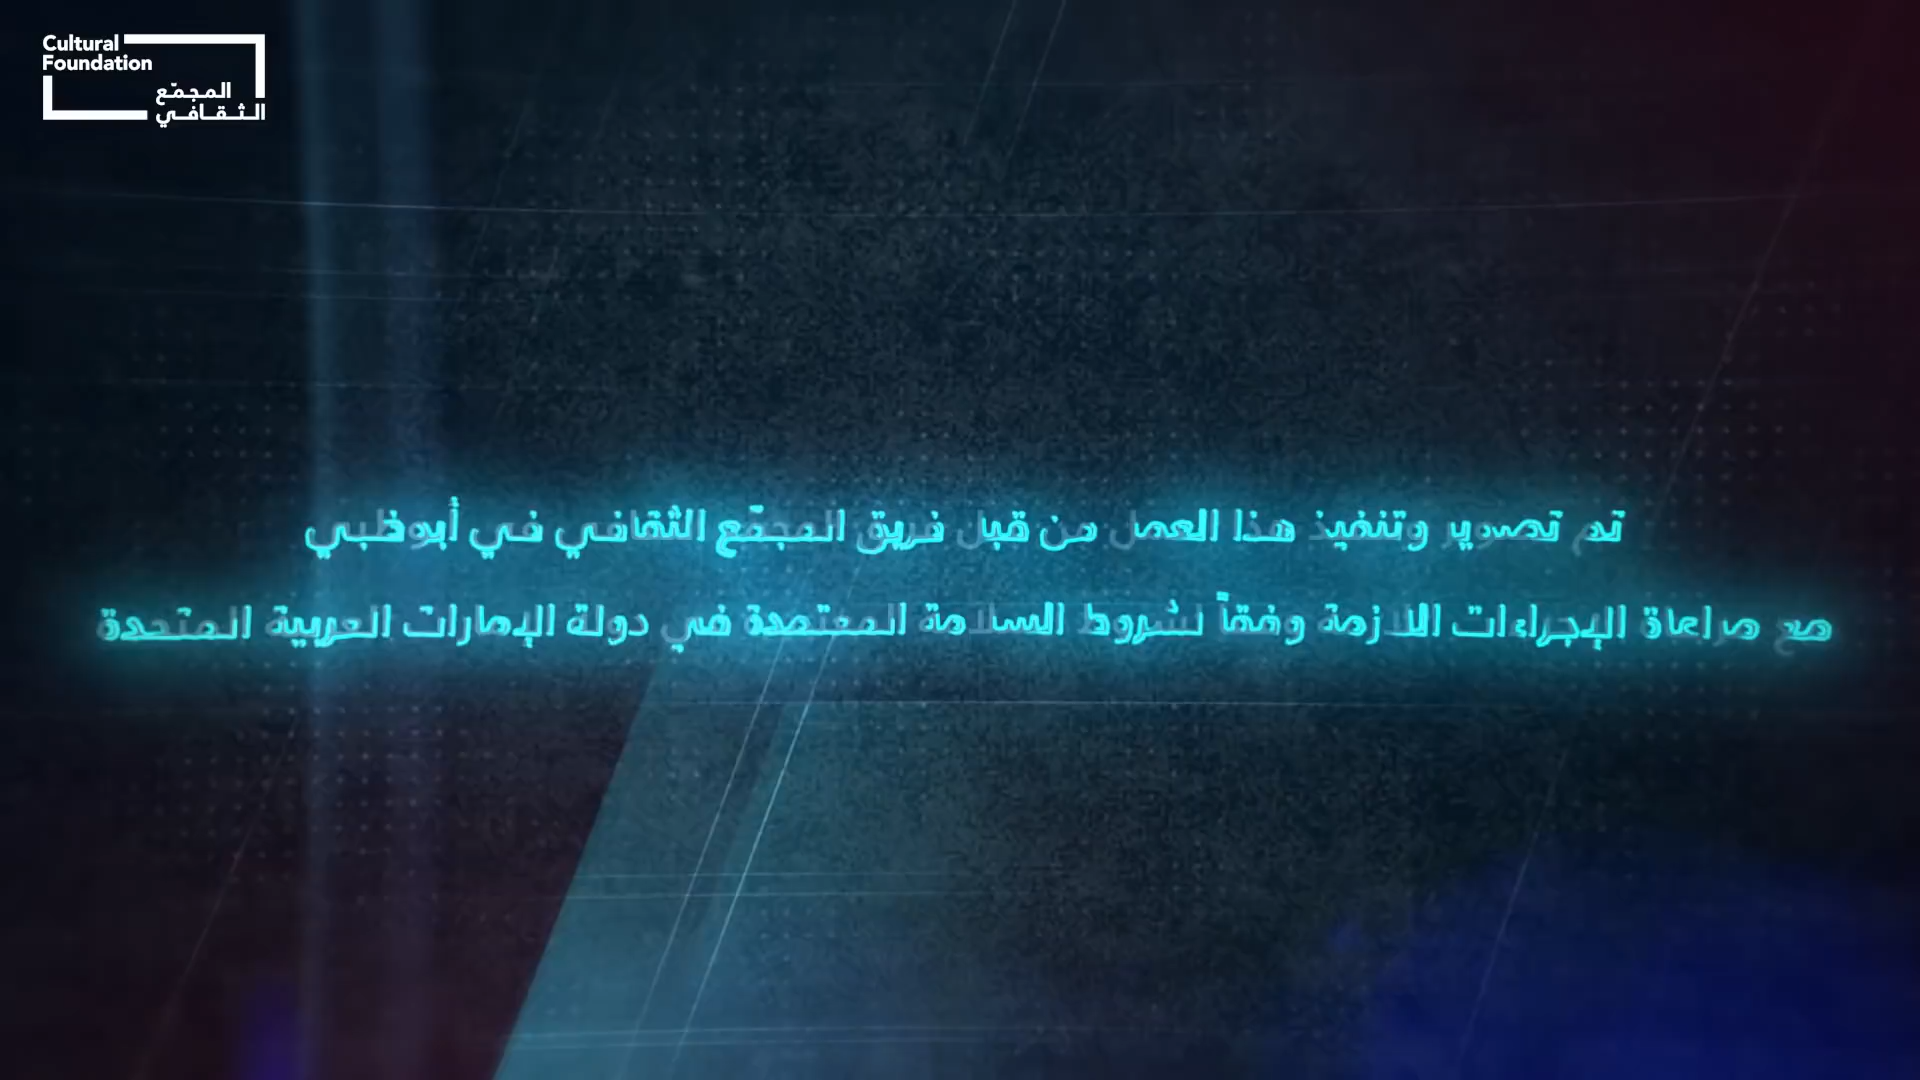 Cultural
Foundation
المجمّع
الثقافي
تم تصوير وتنفيذ هذا العمل من قبل فريق المجمّع الثقافي في أبوظبي
مع مراعاة الإجراءات اللازمة وفقاً لشروط السلامة المعتمدة في دولة الإمارات العربية المتحدة